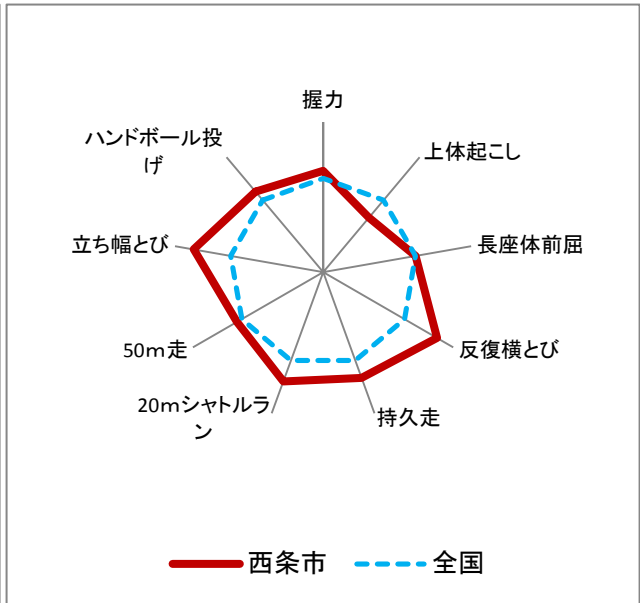 握力
上体起こし
長座体前屈
反復横とび
持久走
20mシャトルラ
ン
50m走
立ち幅とび
ハンドボール投
げ
西条市
全国